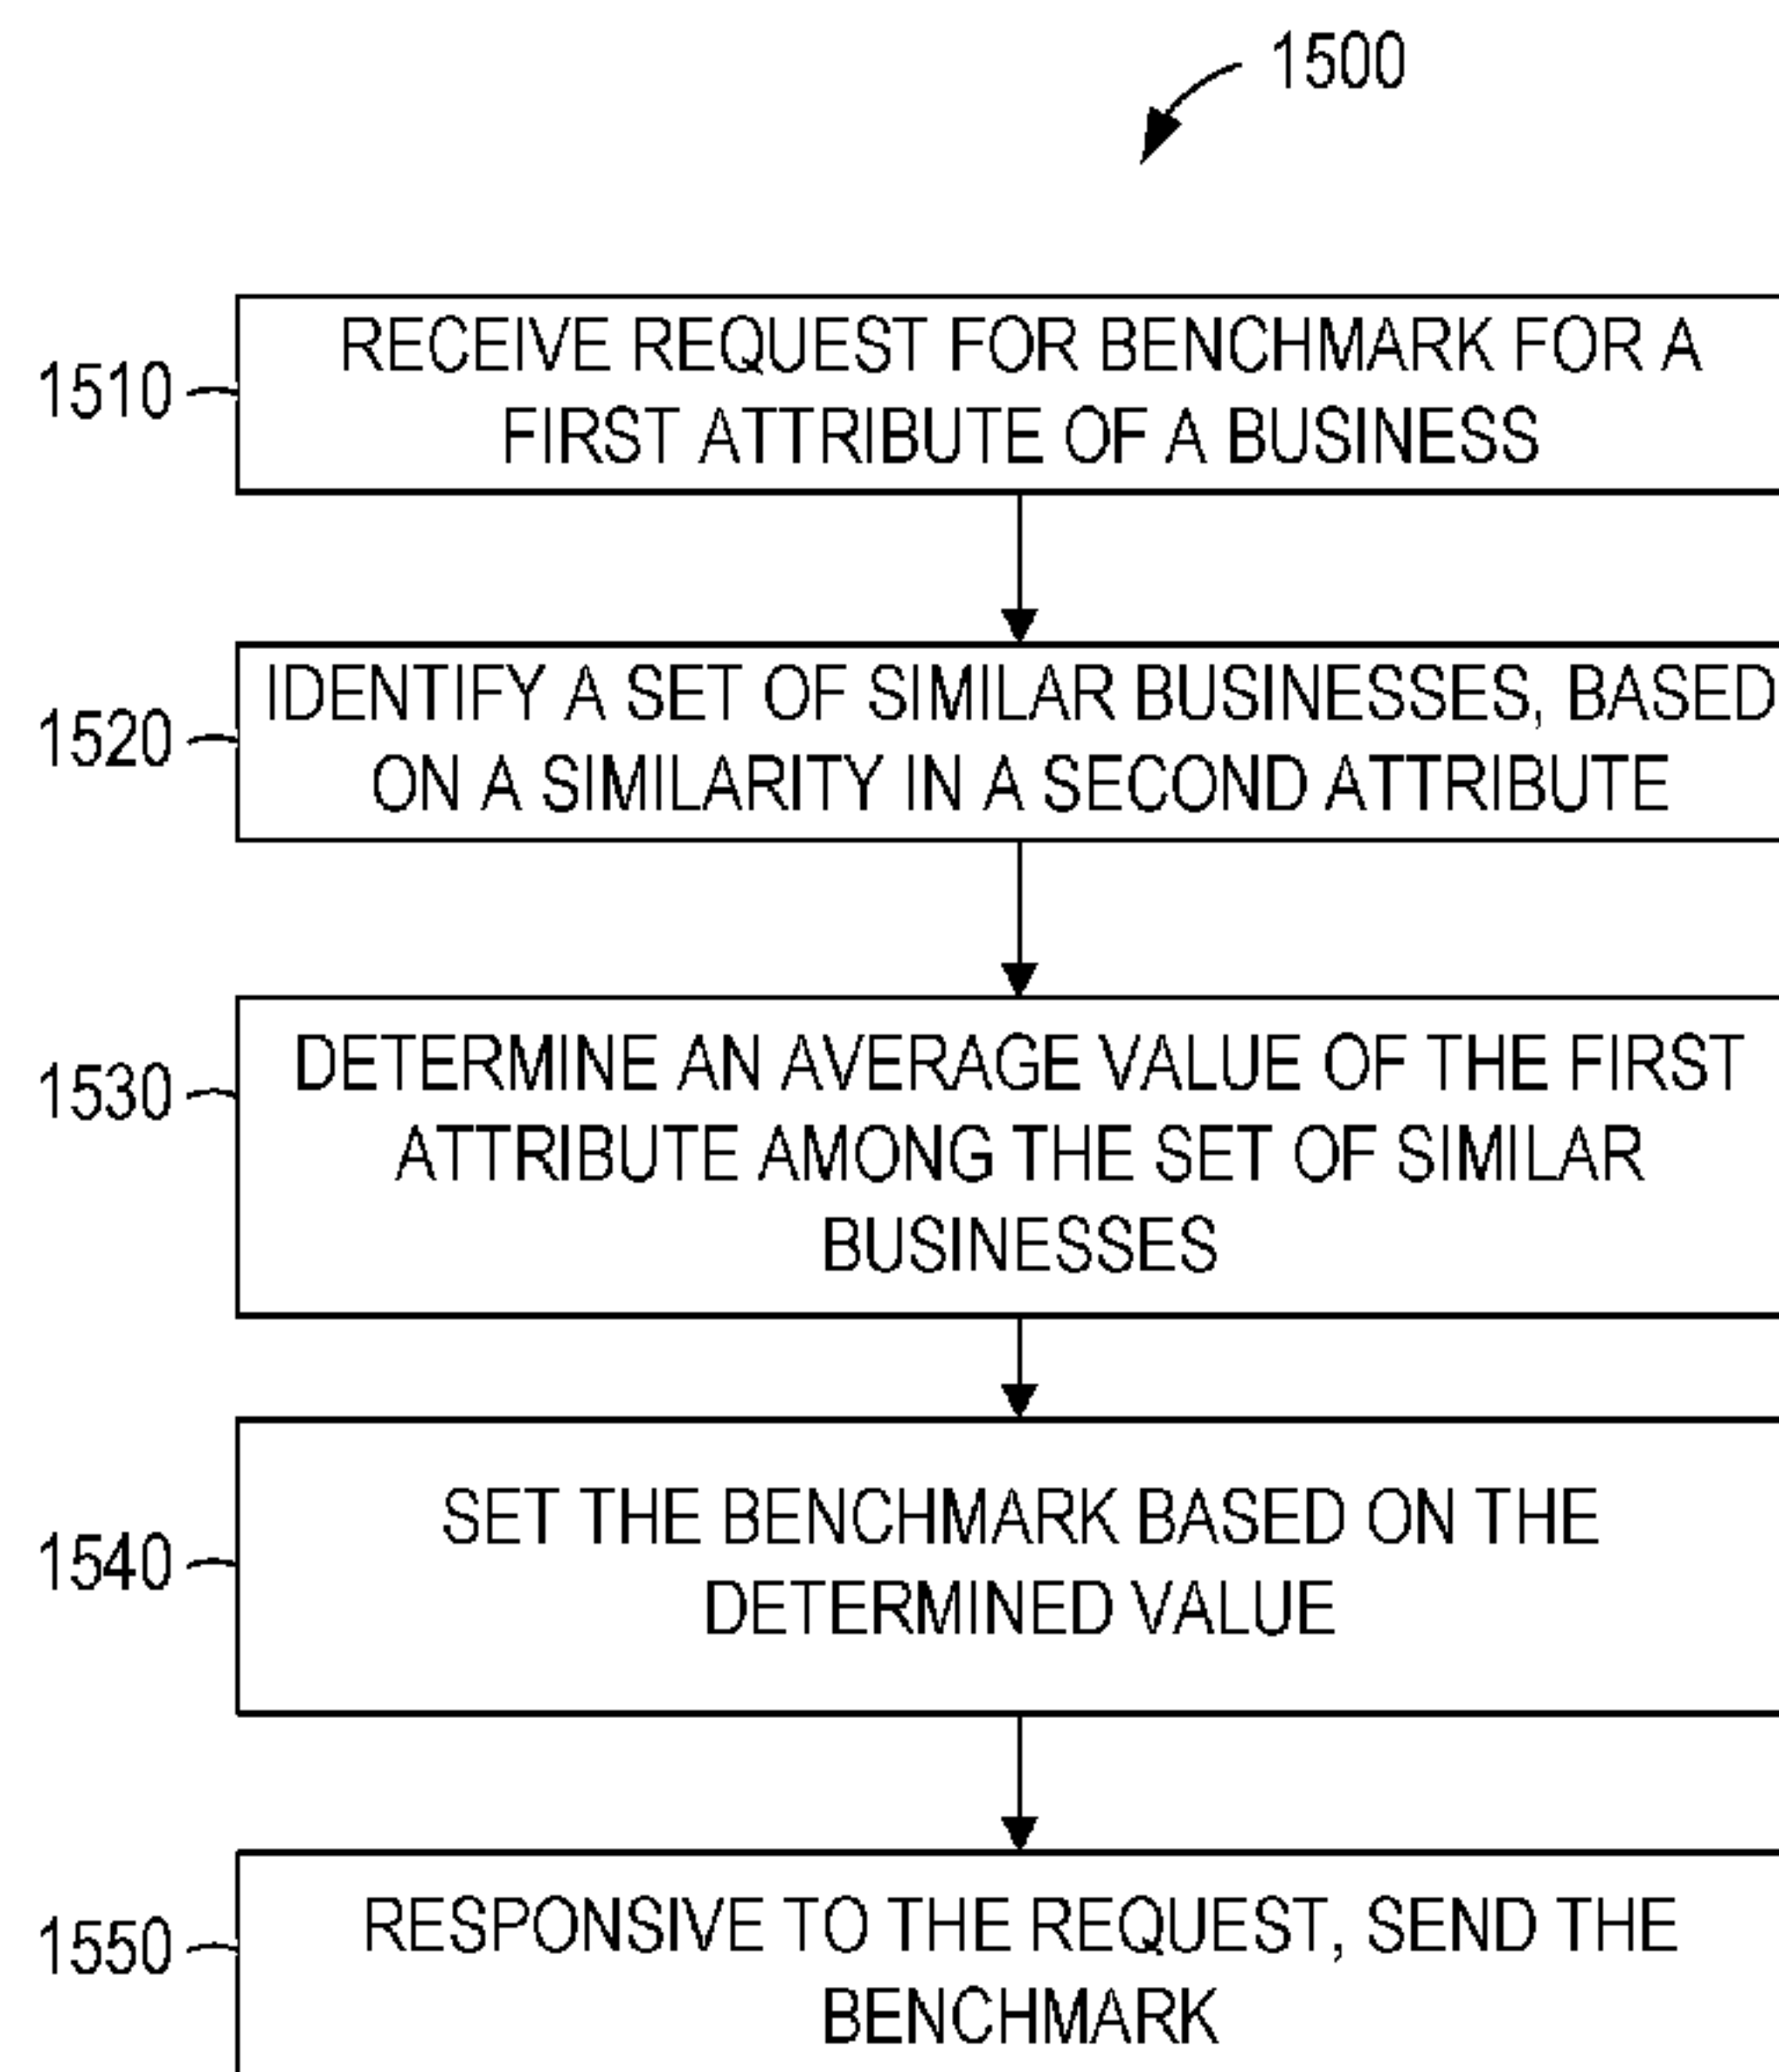 1500
1510
RECEIVE REQUEST FOR BENCHMARK FOR A
FIRST ATTRIBUTE OF A BUSINESS
1520
IDENTIFY A SET OF SIMILAR BUSINESSES, BASED
ON A SIMILARITY IN A SECOND ATTRIBUTE
1530
DETERMINE AN AVERAGE VALUE OF THE FIRST
ATTRIBUTE AMONG THE SET OF SIMILAR
BUSINESSES
1540
SET THE BENCHMARK BASED ON THE
DETERMINED VALUE
1550
RESPONSIVE TO THE REQUEST, SEND THE
BENCHMARK